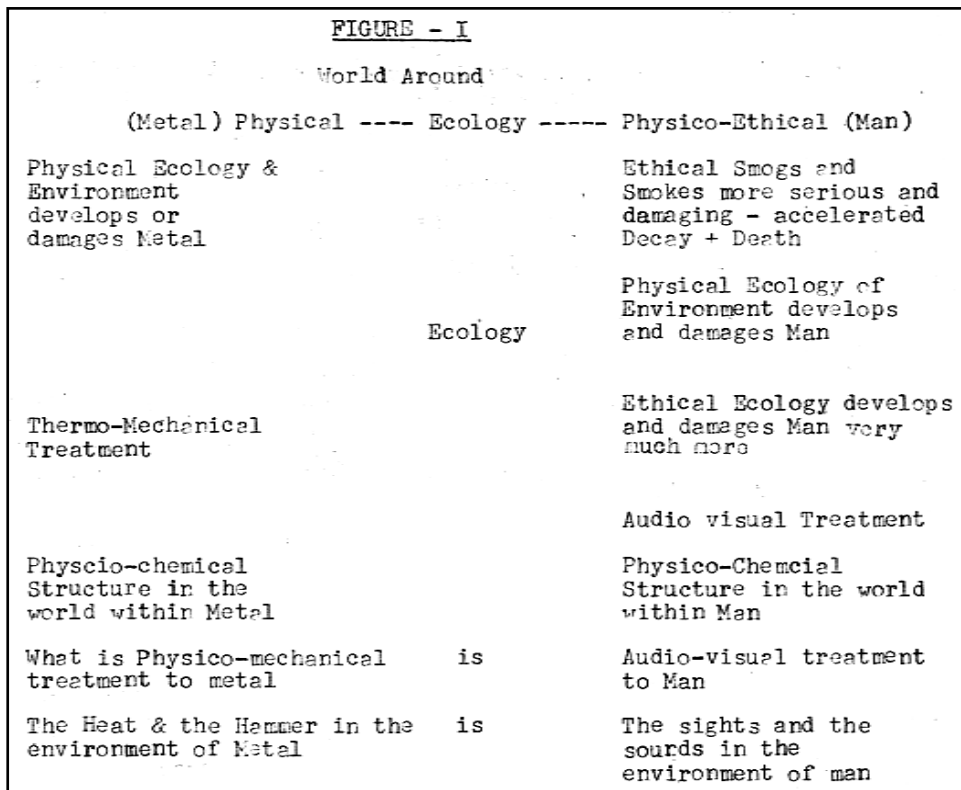 FIGURE - I
World Around
(Metal) Physical ---- Ecology ----- Physico-Ethical (Man)
Physical Ecology &
Environment
develops or
damages Metal
Ethical Smogs and
Smokes more serious and
damaging - accelerated
Decay + Death
Physical Ecology of
Environment develops
and damages Man
Ecology
Thermo-Mechanical
Treatment
Ethical Ecology develops
and damages Man very
much more
Audio visual Treatment
Physcio-chemical
Structure in the
world within Metal
Physico-Chemcial
Structure in the world
within Man
What is Physico-mechanical
treatment to metal
is
Audio-visual treatment
to Man
The Heat & the Hammer in the
environment of Metal
is
The sights and the
sounds in the
environment of man